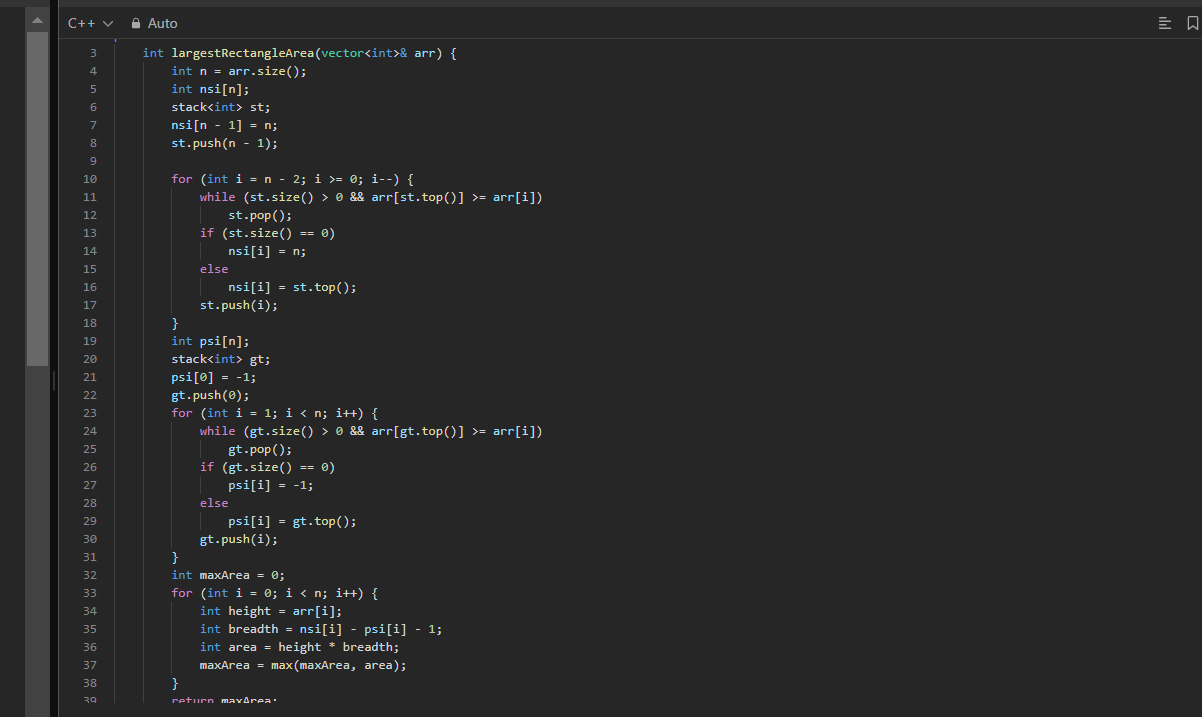 C++ Auto
3 int largestRectangleArea(vector<int>& arr) {
4 int n = arr.size();
5 int nsi[n];
6 stack<int> st;
7 nsi[n - 1] = n;
8 st.push(n - 1);
9
10 for (int i = n - 2; i >= 0; i--) {
11 while (st.size() > 0 && arr[st.top()] >= arr[i])
12 st.pop();
13 if (st.size() == 0)
14 nsi[i] = n;
15 else
16 nsi[i] = st.top();
17 st.push(i);
18 }
19 int psi[n];
20 stack<int> gt;
21 psi[0] = -1;
22 gt.push(0);
23 for (int i = 1; i < n; i++) {
24 while (gt.size() > 0 && arr[gt.top()] >= arr[i])
25 gt.pop();
26 if (gt.size() == 0)
27 psi[i] = -1;
28 else
29 psi[i] = gt.top();
30 gt.push(i);
31 }
32 int maxArea = 0;
33 for (int i = 0; i < n; i++) {
34 int height = arr[i];
35 int breadth = nsi[i] - psi[i] - 1;
36 int area = height * breadth;
37 maxArea = max(maxArea, area);
38 }
39 return maxArea;